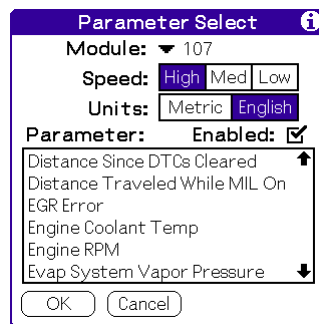 Parameter Select
Module: 107
Speed: High Med Low
Units: Metric English
Parameter: Enabled:
Distance Since DTCs Cleared
Distance Traveled While MIL On
EGR Error
Engine Coolant Temp
Engine RPM
Evap System Vapor Pressure
OK Cancel